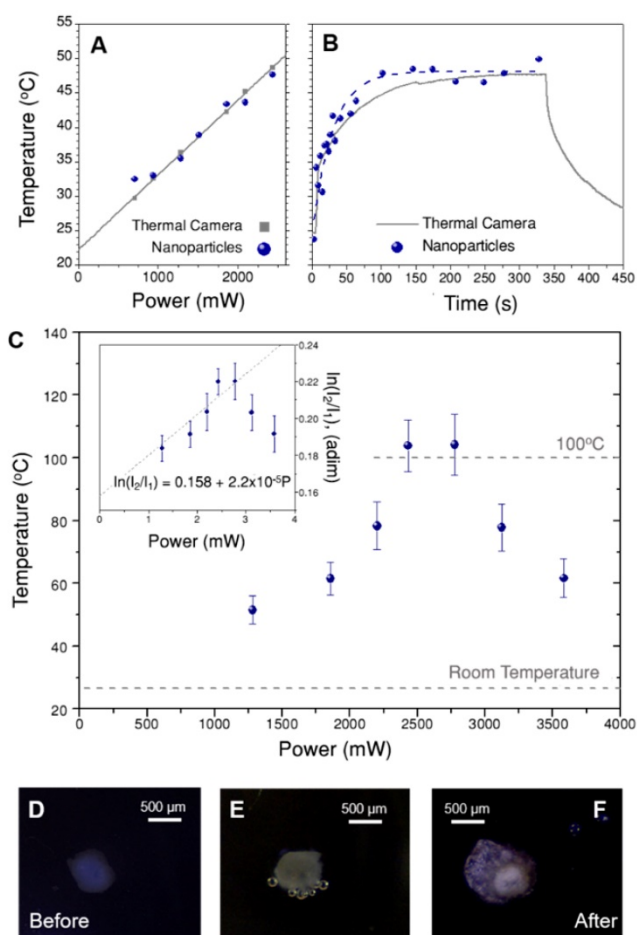 A
B
55
50
45
40
35
30
25
20
Temperature (°C)
Thermal Camera
Nanoparticles
0 1000 2000
Power (mW)
Thermal Camera
Nanoparticles
0 50 100 150 200 250 300 350 450
Time (s)
C
140
120
100
80
60
40
20
Temperature (°C)
0.24
0.22
0.20
0.18
0.16
ln(I₂/I₁), (adim)
ln(I₂/I₁) = 0.158 + 2.2x10⁻⁵P
0 1 2 3 4
Power (mW)
100°C
Room Temperature
0 500 1000 1500 2000 2500 3000 3500 4000
Power (mW)
D
500 µm
Before
E
500 µm
500 µm
F
After